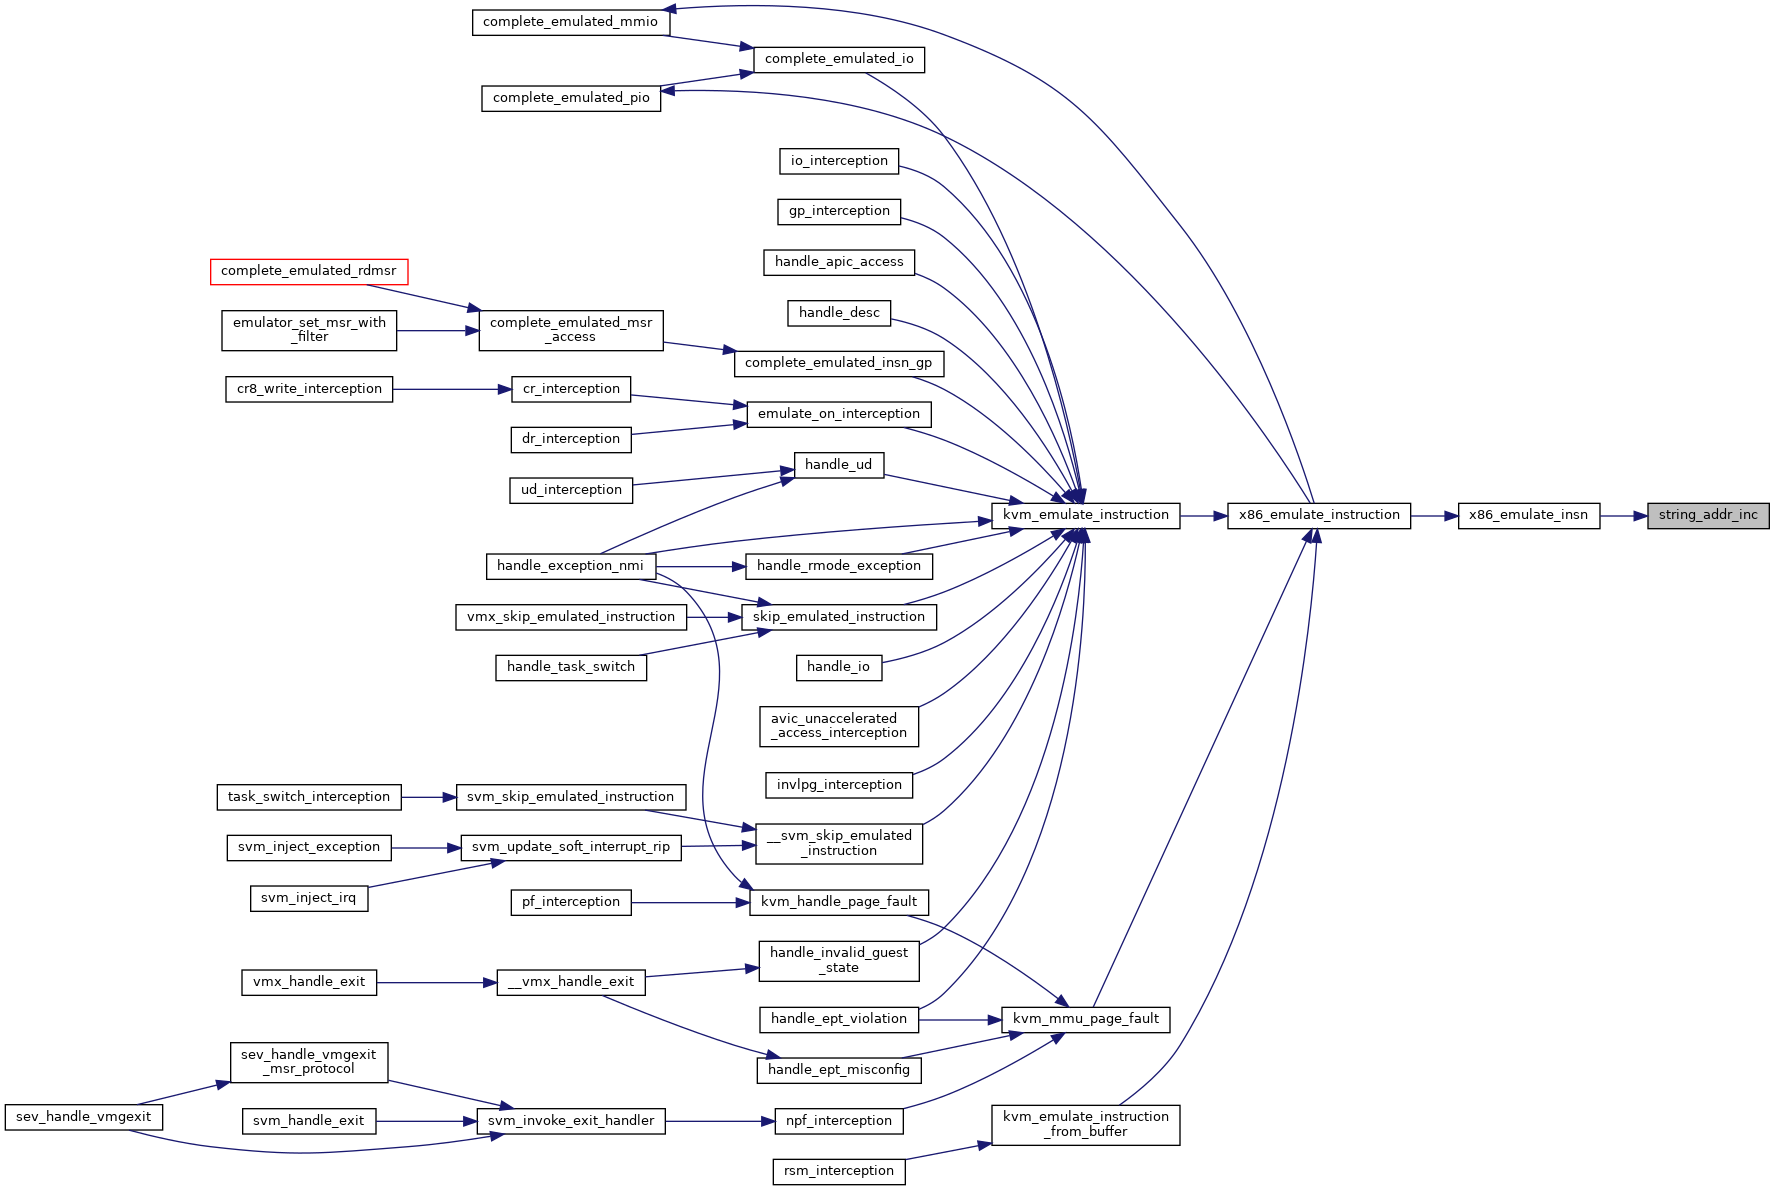 complete_emulated_mmio
complete_emulated_io
complete_emulated_pio
io_interception
gp_interception
handle_apic_access
complete_emulated_rdmsr
handle_desc
emulator_set_msr_with
_filter
complete_emulated_msr
_access
complete_emulated_insn_gp
cr8_write_interception
cr_interception
emulate_on_interception
dr_interception
handle_ud
ud_interception
kvm_emulate_instruction
x86_emulate_instruction
x86_emulate_insn
string_addr_inc
handle_exception_nmi
handle_rmode_exception
vmx_skip_emulated_instruction
skip_emulated_instruction
handle_task_switch
handle_io
avic_unaccelerated
_access_interception
invlpg_interception
task_switch_interception
svm_skip_emulated_instruction
__svm_skip_emulated
_instruction
svm_inject_exception
svm_update_soft_interrupt_rip
svm_inject_irq
pf_interception
kvm_handle_page_fault
handle_invalid_guest
_state
vmx_handle_exit
__vmx_handle_exit
handle_ept_violation
kvm_mmu_page_fault
sev_handle_vmgexit
_msr_protocol
handle_ept_misconfig
sev_handle_vmgexit
svm_handle_exit
svm_invoke_exit_handler
npf_interception
kvm_emulate_instruction
_from_buffer
rsm_interception